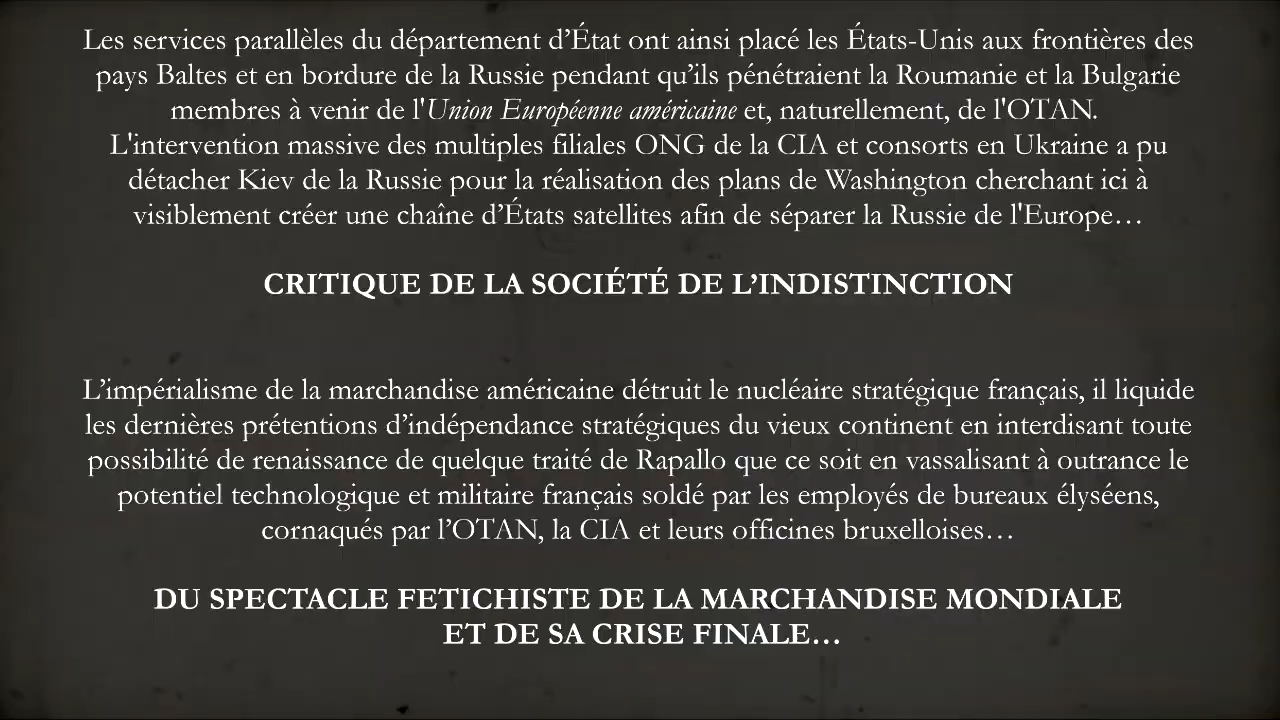 Les services parallèles du département d’État ont ainsi placé les États-Unis aux frontières des
pays Baltes et en bordure de la Russie pendant qu’ils pénétraient la Roumanie et la Bulgarie
membres à venir de l'Union Européenne américaine et, naturellement, de l'OTAN.
L'intervention massive des multiples filiales ONG de la CIA et consorts en Ukraine a pu
détacher Kiev de la Russie pour la réalisation des plans de Washington cherchant ici à
visiblement créer une chaîne d’États satellites afin de séparer la Russie de l'Europe…
CRITIQUE DE LA SOCIÉTÉ DE L’INDISTINCTION
L’impérialisme de la marchandise américaine détruit le nucléaire stratégique français, il liquide
les dernières prétentions d’indépendance stratégiques du vieux continent en interdisant toute
possibilité de renaissance de quelque traité de Rapallo que ce soit en vassalisant à outrance le
potentiel technologique et militaire français soldé par les employés de bureaux élyséens,
cornaqués par l’OTAN, la CIA et leurs officines bruxelloises…
DU SPECTACLE FETICHISTE DE LA MARCHANDISE MONDIALE
ET DE SA CRISE FINALE…